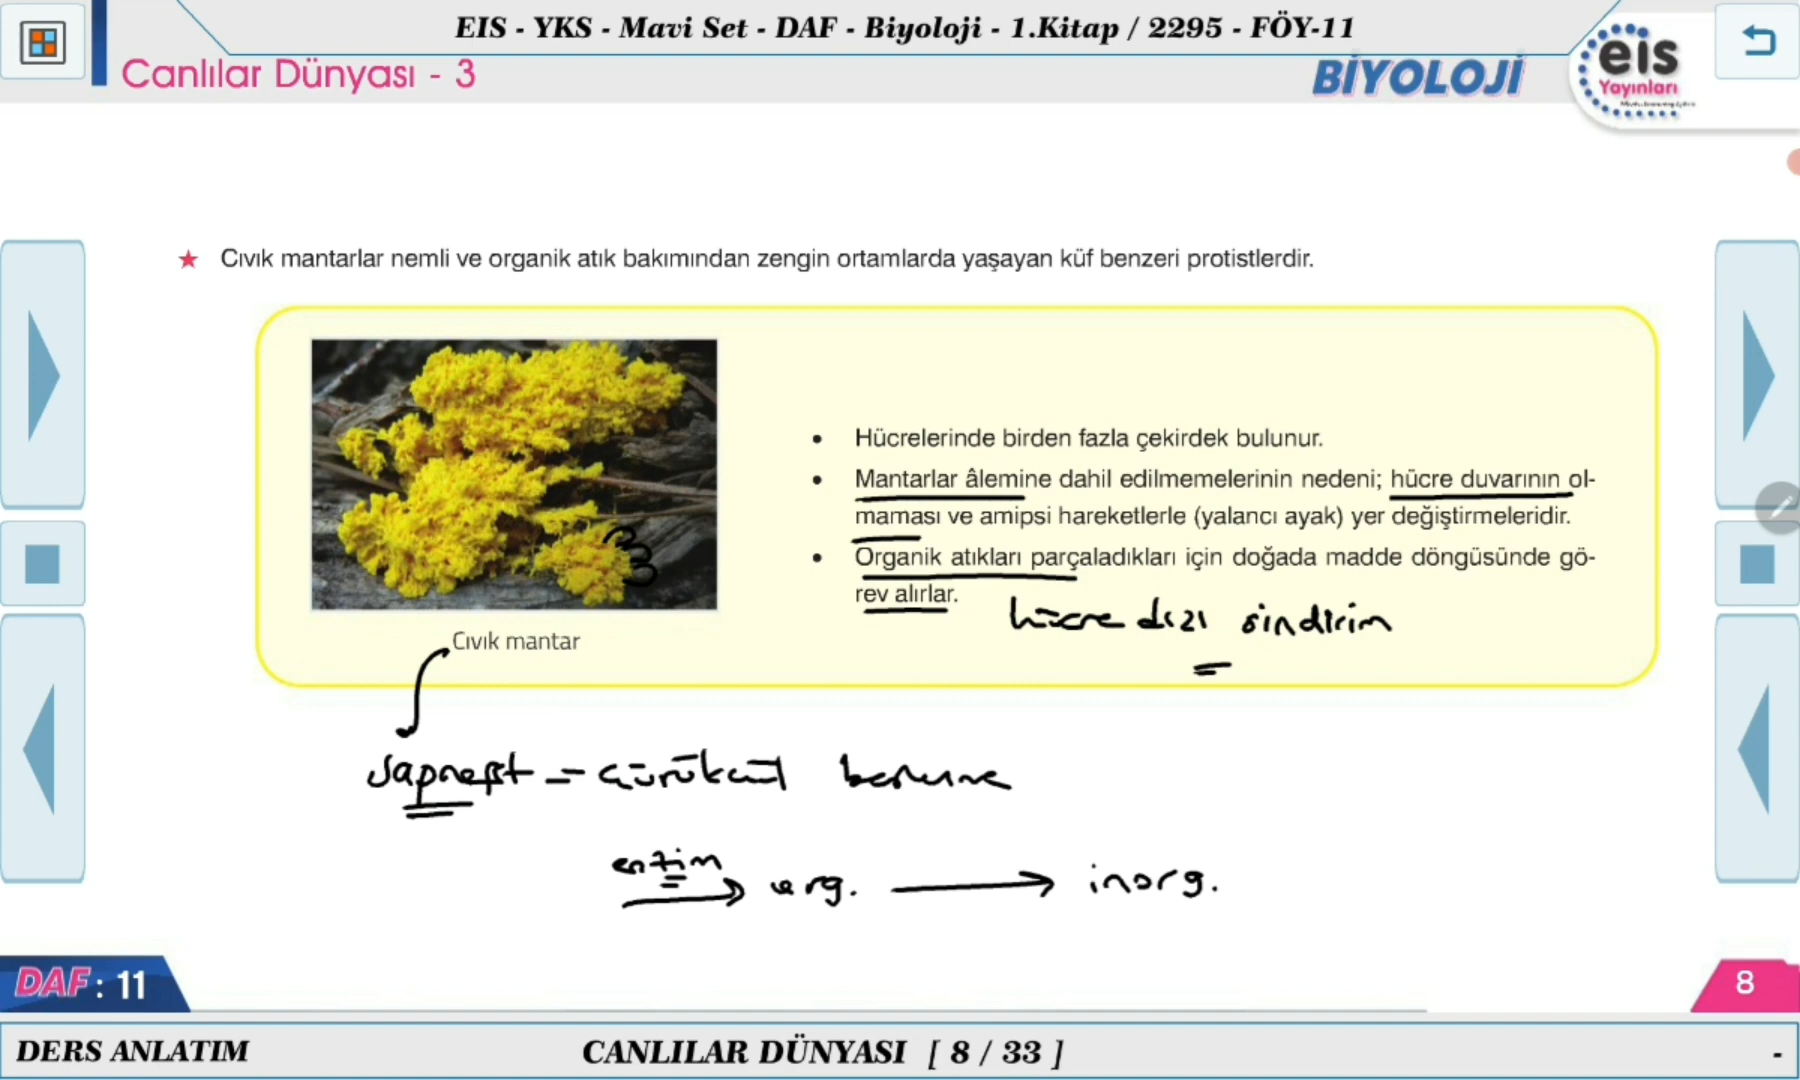 EIS - YKS - Mavi Set - DAF - Biyoloji - 1.Kitap / 2295 - FÖY-11
Canlılar Dünyası - 3
BİYOLOJİ
eis
Yayınları
★ Cıvık mantarlar nemli ve organik atık bakımından zengin ortamlarda yaşayan küf benzeri protistlerdir.
• Hücrelerinde birden fazla çekirdek bulunur.
• Mantarlar âlemine dahil edilmemelerinin nedeni; hücre duvarının ol-
maması ve amipsi hareketlerle (yalancı ayak) yer değiştirmeleridir.
• Organik atıkları parçaladıkları için doğada madde döngüsünde gö-
rev alırlar.
hücre dızı sindirim
Cıvık mantar
= çürükçül
enzim
org. → inorg.
DAF : 11
8
DERS ANLATIM
CANLILAR DÜNYASI [ 8 / 33 ]
-